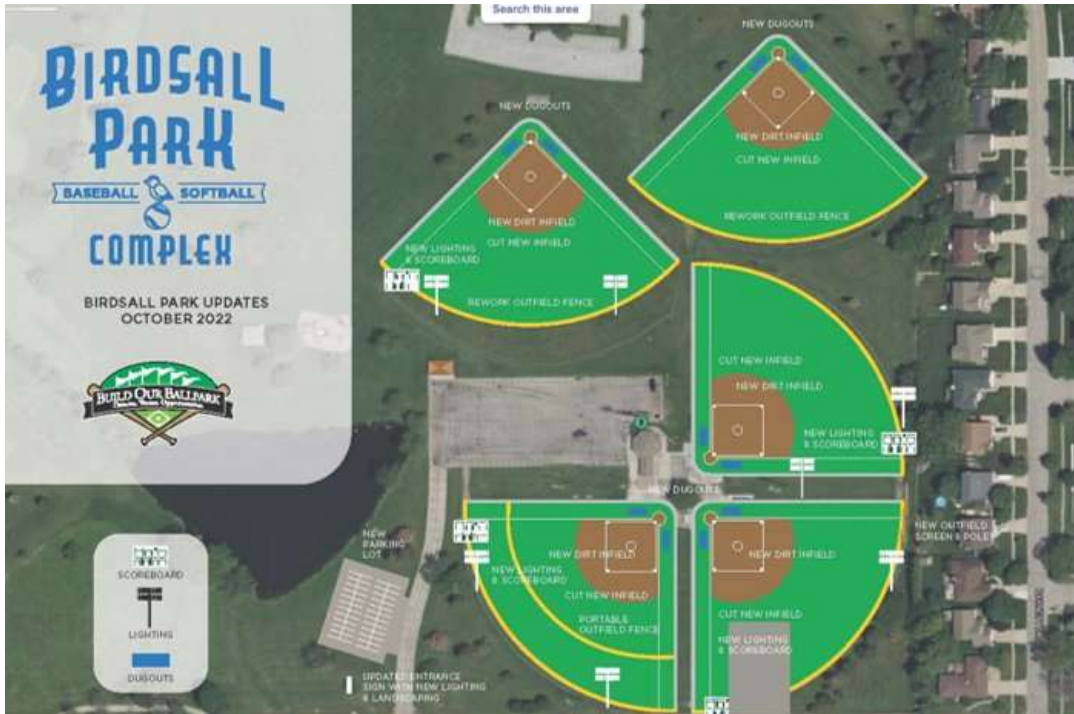 Search this area
BIRDSALL
PARK
BASEBALL SOFTBALL
COMPLEX
BIRDSALL PARK UPDATES
OCTOBER 2022
BUILD OUR BALLPARK
SCOREBOARD
LIGHTING
DUGOUTS
NEW DUGOUTS
NEW DIRT INFIELD
CUT NEW INFIELD
REWORK OUTFIELD FENCE
NEW DUGOUTS
NEW DIRT INFIELD
CUT NEW INFIELD
NEW LIGHTING
& SCOREBOARD
REWORK OUTFIELD FENCE
CUT NEW INFIELD
NEW DIRT INFIELD
NEW LIGHTING
& SCOREBOARD
NEW DUGOUTS
NEW DIRT INFIELD
NEW LIGHTING
& SCOREBOARD
CUT NEW INFIELD
PORTABLE
OUTFIELD FENCE
NEW DIRT INFIELD
CUT NEW INFIELD
NEW LIGHTING
& SCOREBOARD
NEW OUTFIELD
SCREEN & POLE
NEW
PARKING
LOT
UPDATED ENTRANCE
SIGN WITH NEW LIGHTING
& LANDSCAPING